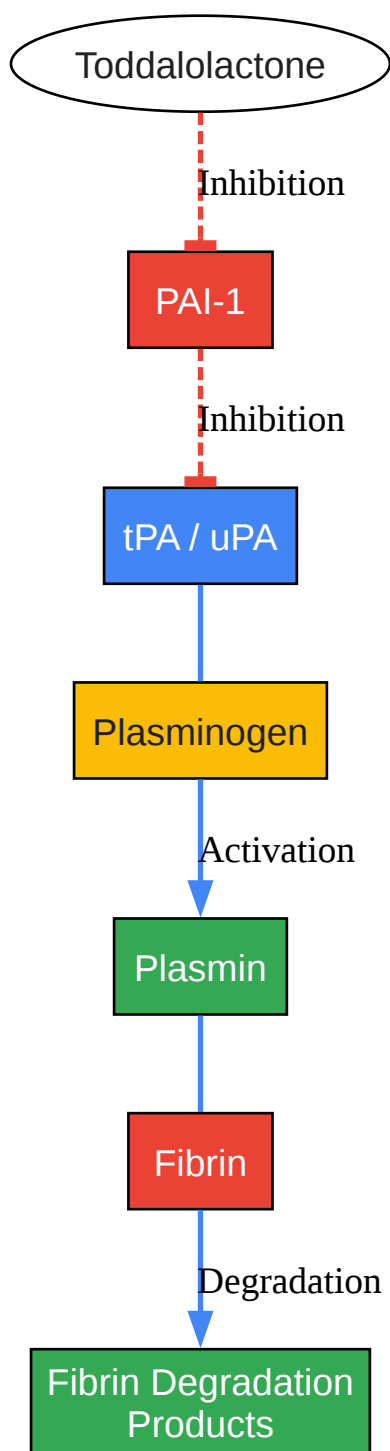 Toddalolactone
Inhibition
PAI-1
Inhibition
tPA / uPA
Plasminogen
Activation
Plasmin
Fibrin
Degradation
Fibrin Degradation
Products